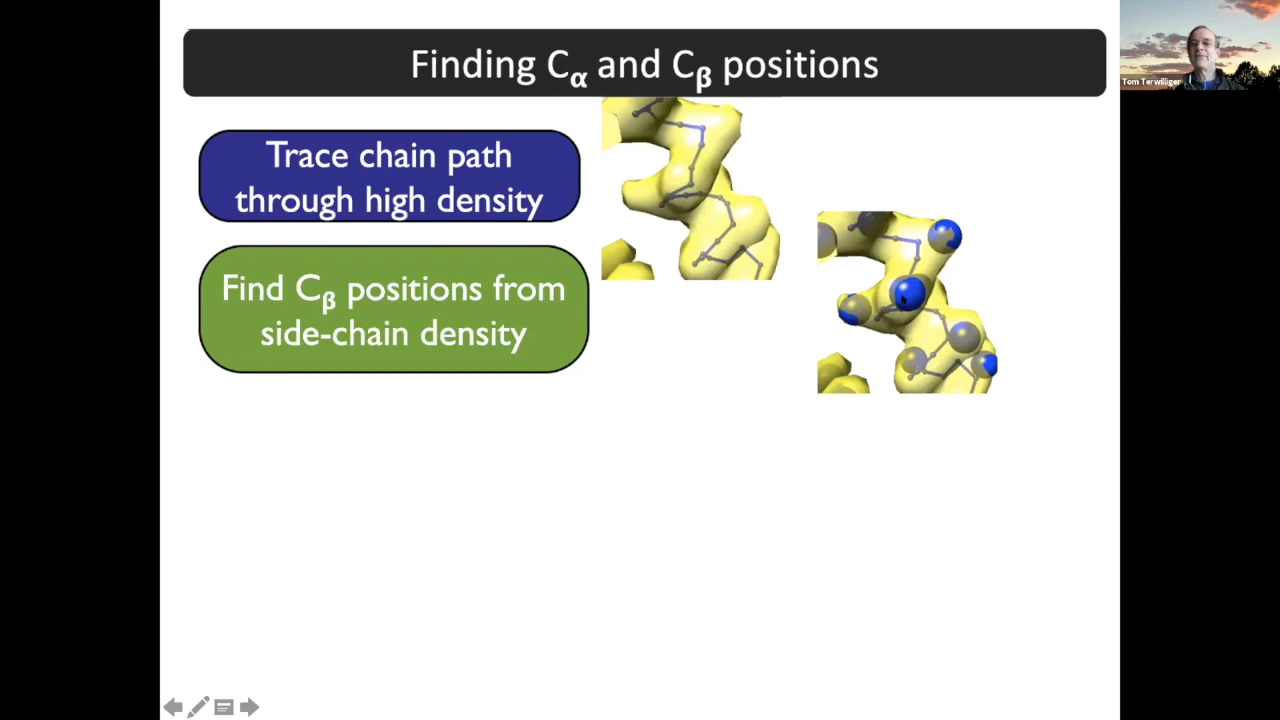 Finding Cα and Cβ positions
Tom Terwilliger
Trace chain path
through high density
Find Cβ positions from
side-chain density